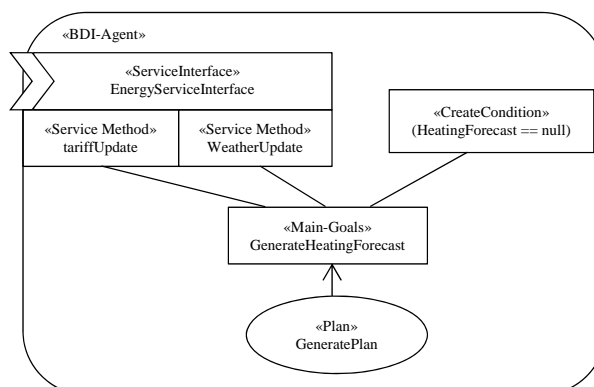 «BDI-Agent»
«ServiceInterface»
EnergyServiceInterface
«Service Method»
tariffUpdate
«Service Method»
WeatherUpdate
«CreateCondition»
(HeatingForecast == null)
«Main-Goals»
GenerateHeatingForecast
«Plan»
GeneratePlan